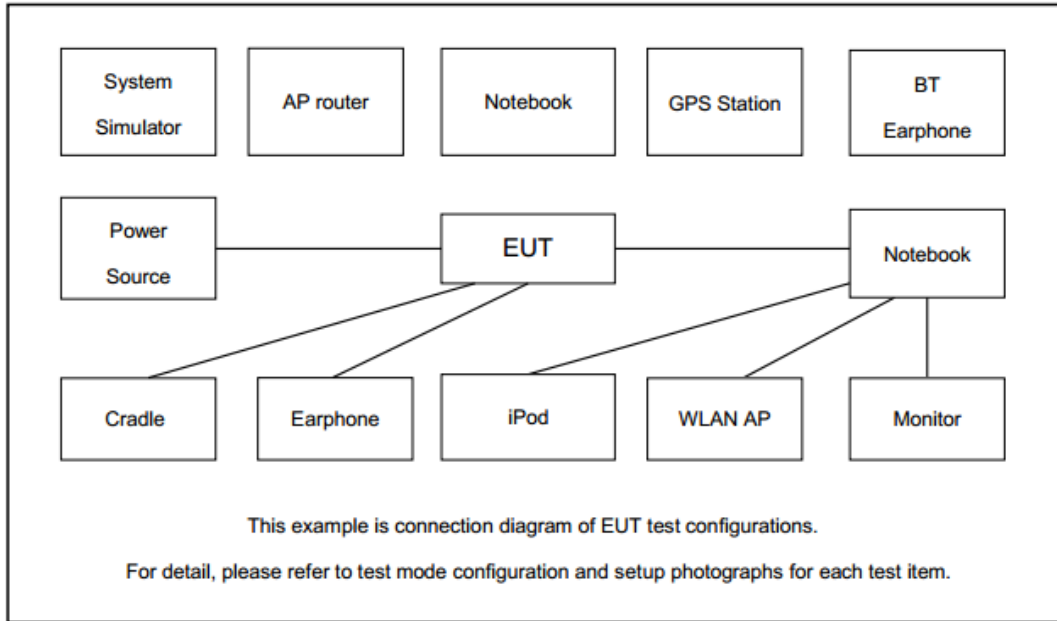 System
Simulator
AP router
Notebook
GPS Station
BT
Earphone
Power
Source
EUT
Notebook
Cradle
Earphone
iPod
WLAN AP
Monitor
This example is connection diagram of EUT test configurations.
For detail, please refer to test mode configuration and setup photographs for each test item.